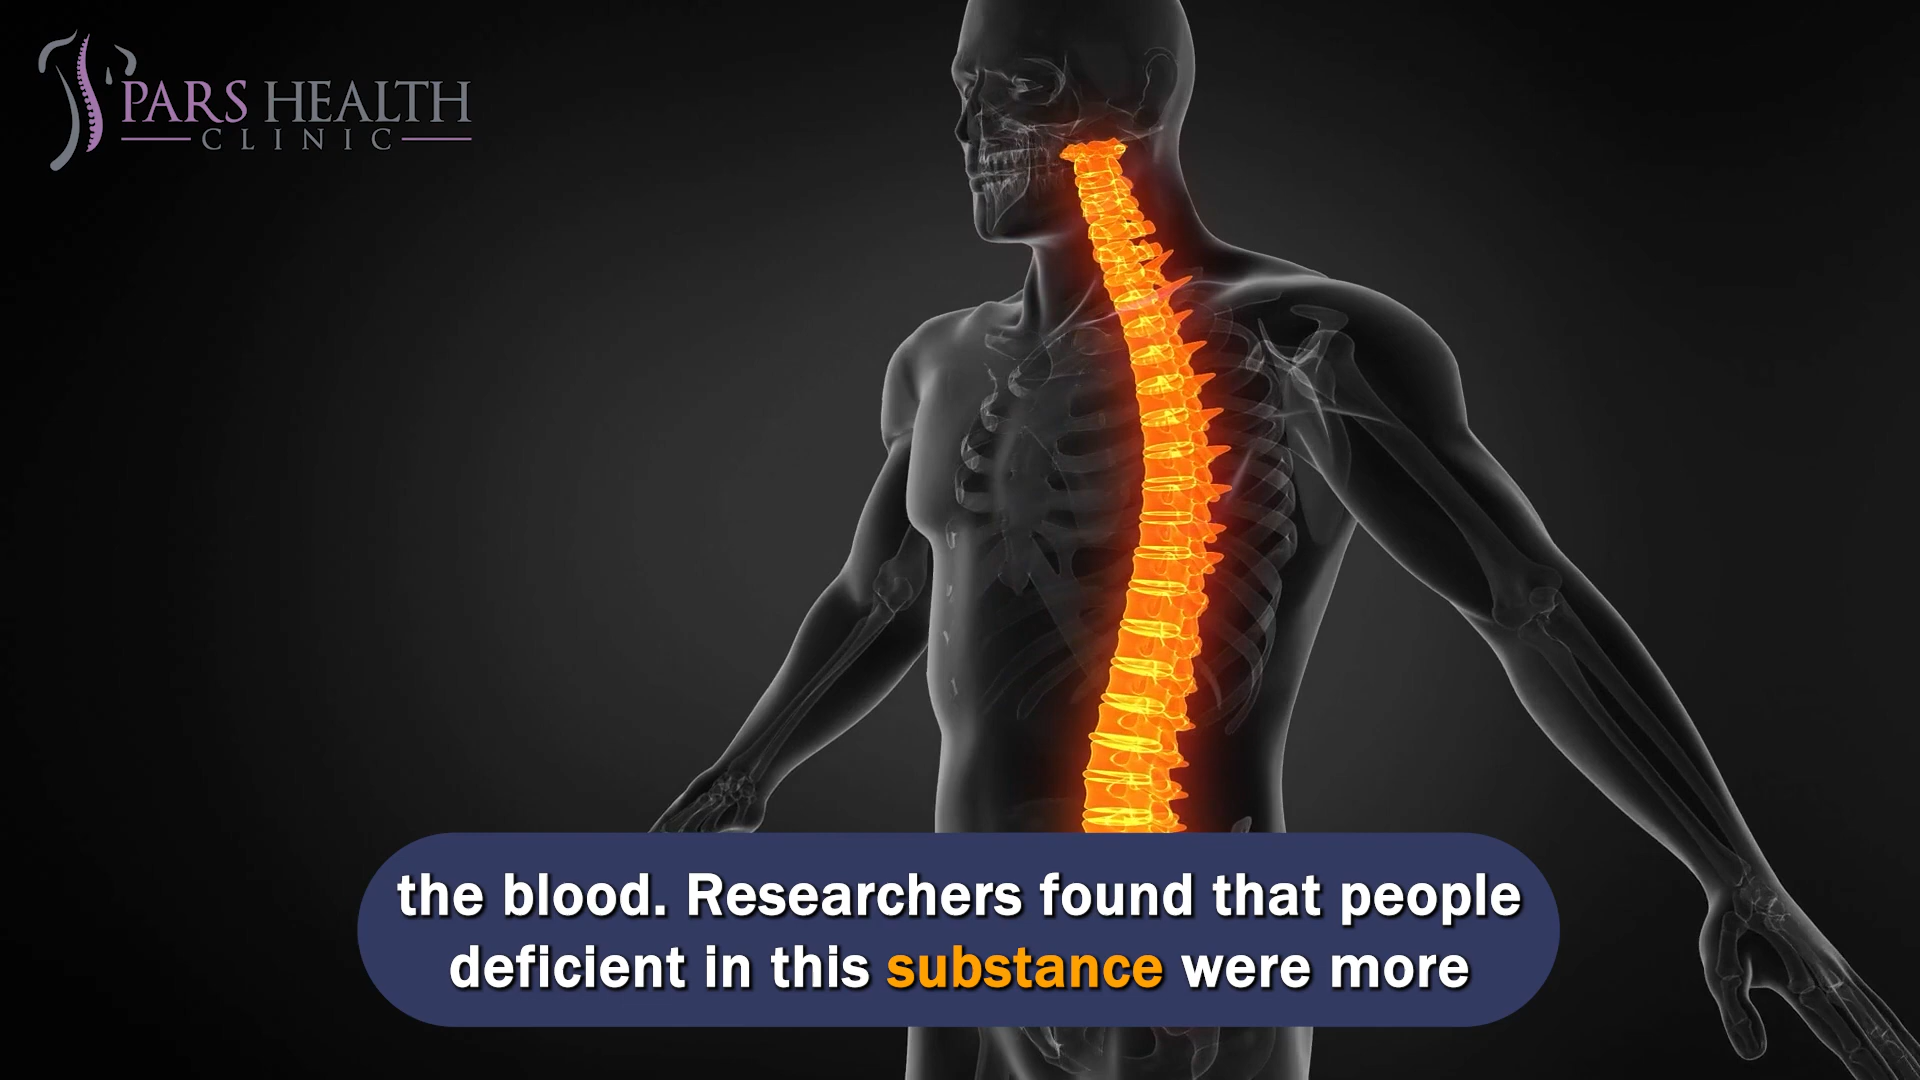 PARS HEALTH
CLINIC
the blood. Researchers found that people
deficient in this substance were more